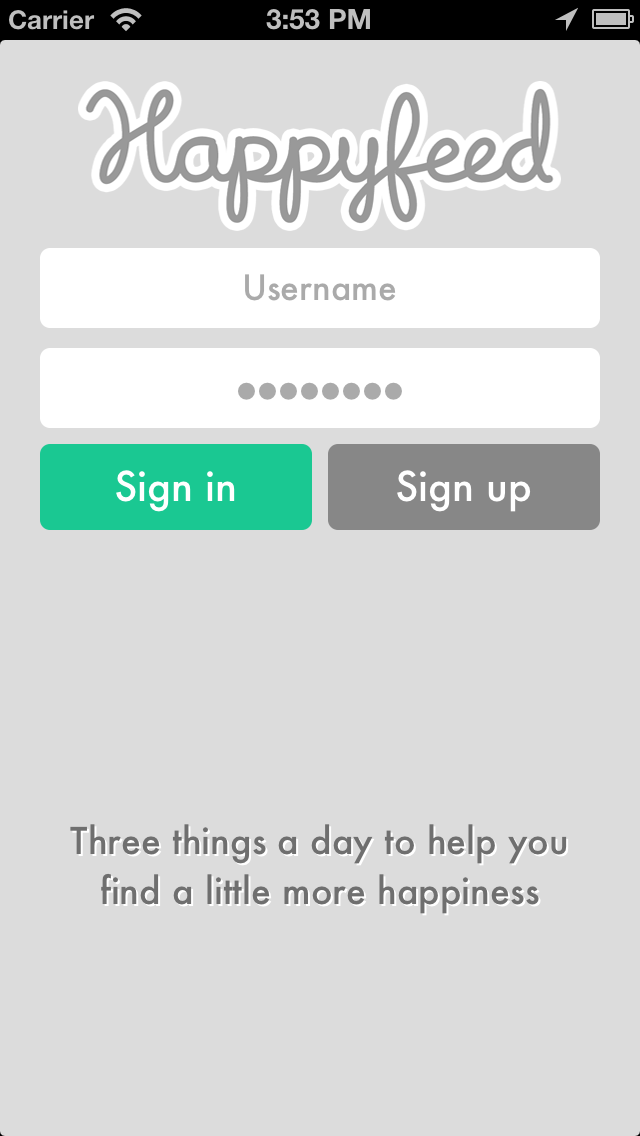 Carrier 3:53 PM
Happyfeed
Username
●●●●●●●●
Sign in Sign up
Three things a day to help you
find a little more happiness